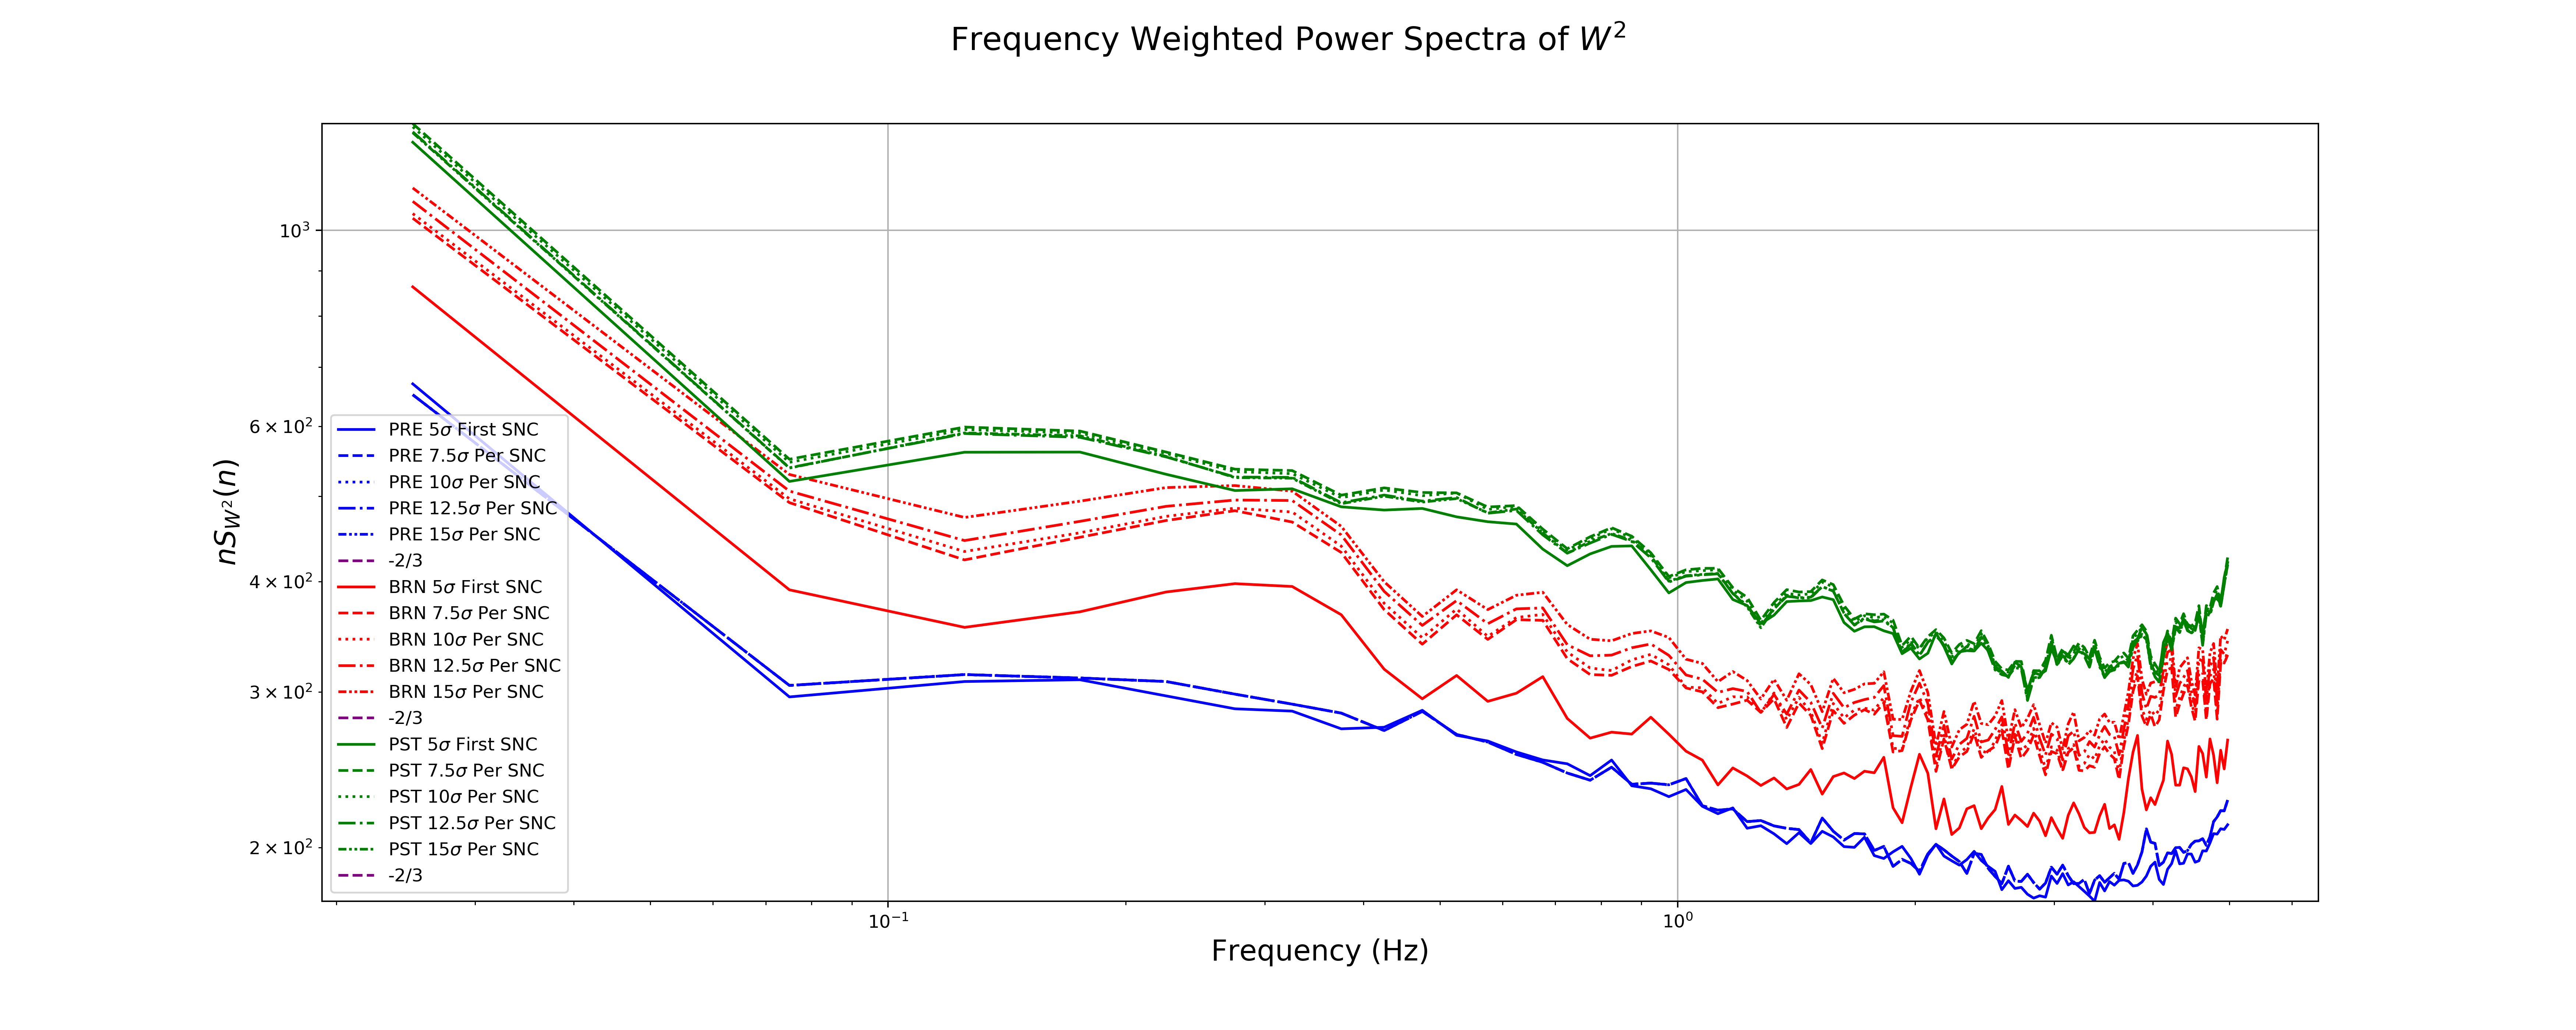 Frequency Weighted Power Spectra of W²
10³
6 × 10²
4 × 10²
3 × 10²
2 × 10²
nS_W²(n)
PRE 5σ First SNC
PRE 7.5σ Per SNC
PRE 10σ Per SNC
PRE 12.5σ Per SNC
PRE 15σ Per SNC
-2/3
BRN 5σ First SNC
BRN 7.5σ Per SNC
BRN 10σ Per SNC
BRN 12.5σ Per SNC
BRN 15σ Per SNC
-2/3
PST 5σ First SNC
PST 7.5σ Per SNC
PST 10σ Per SNC
PST 12.5σ Per SNC
PST 15σ Per SNC
-2/3
10⁻¹
10⁰
Frequency (Hz)